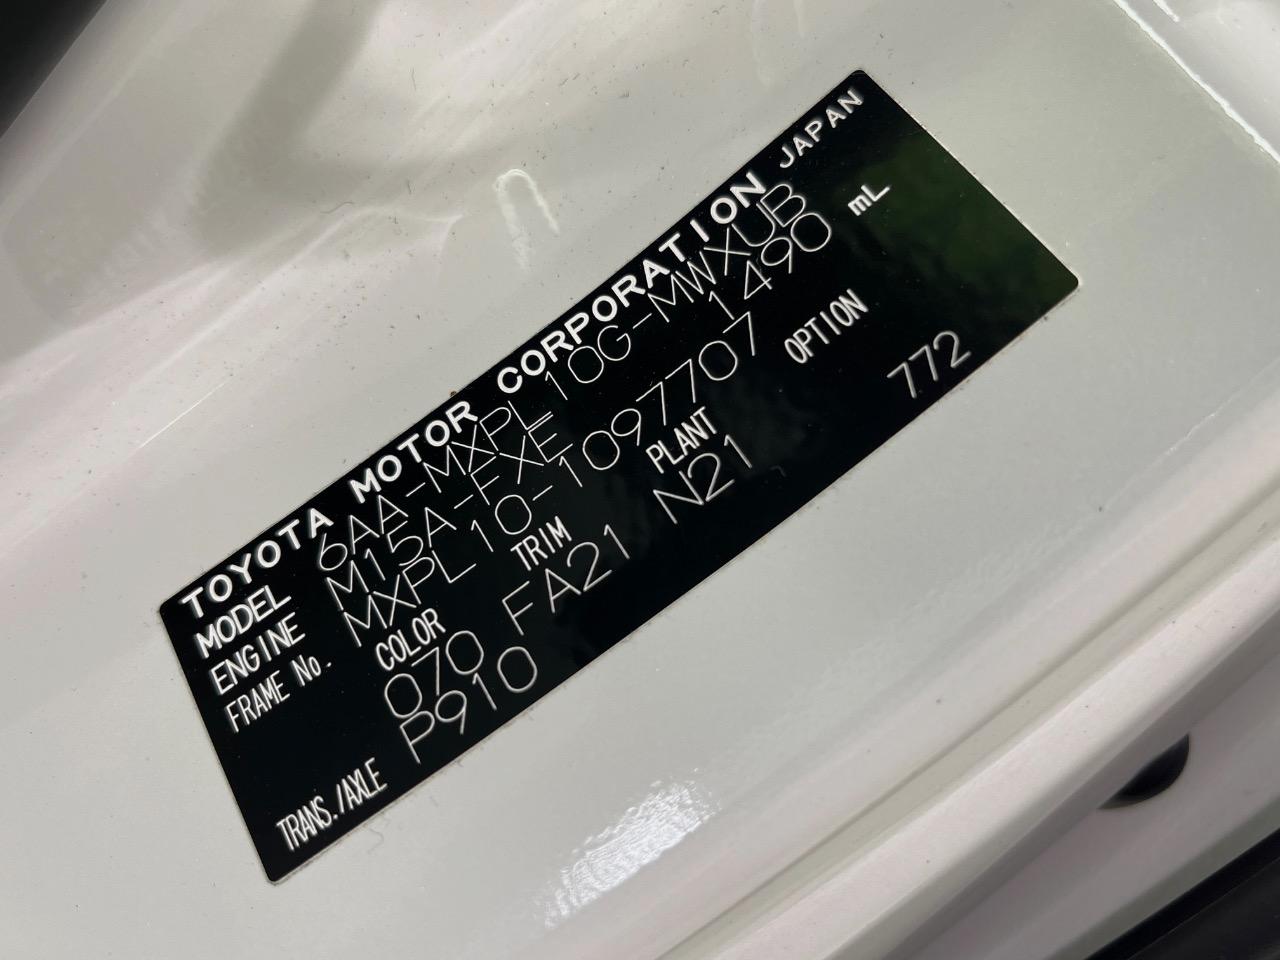 TOYOTA MOTOR CORPORATION JAPAN
MODEL 6AA-MXPL10G-MWXUB
ENGINE M15A-FXE 1490 mL
FRAME No. MXPL10-1097707
COLOR TRIM PLANT OPTION
070 FA21 N21 772
TRANS./AXLE P910